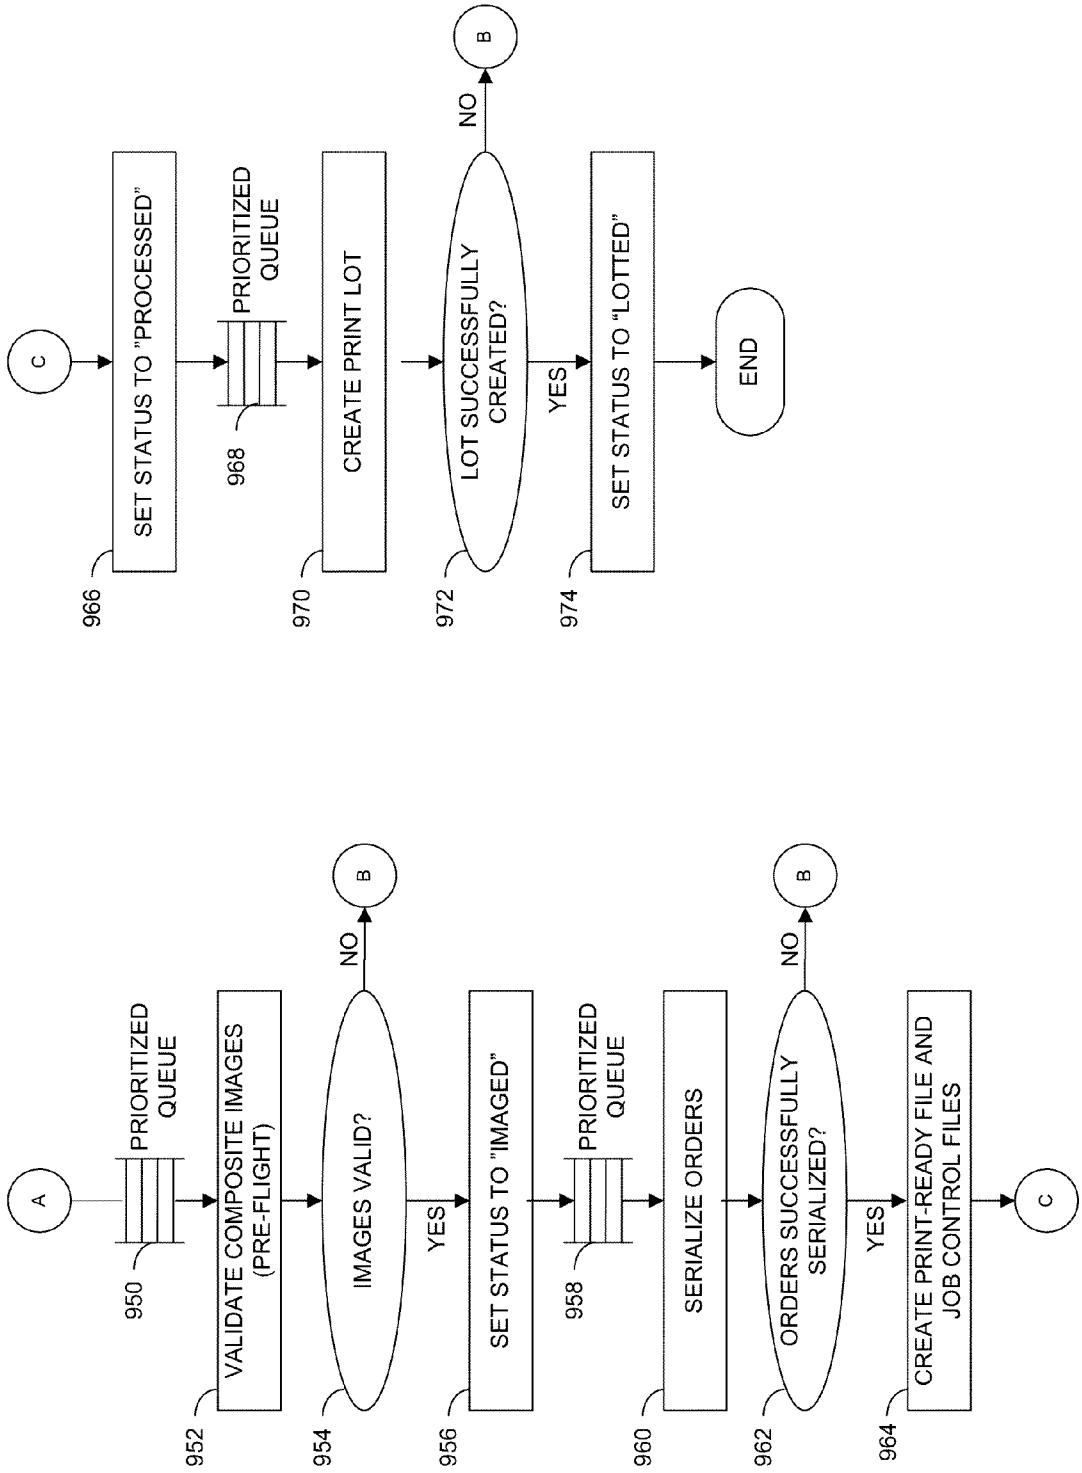 A
PRIORITIZED
QUEUE
950
VALIDATE COMPOSITE IMAGES
(PRE-FLIGHT)
952
IMAGES VALID?
954
NO
B
YES
SET STATUS TO "IMAGED"
956
PRIORITIZED
QUEUE
958
SERIALIZE ORDERS
960
ORDERS SUCCESSFULLY
SERIALIZED?
962
NO
B
YES
CREATE PRINT-READY FILE AND
JOB CONTROL FILES
964
C
C
SET STATUS TO "PROCESSED"
966
PRIORITIZED
QUEUE
968
CREATE PRINT LOT
970
LOT SUCCESSFULLY
CREATED?
972
NO
B
YES
SET STATUS TO "LOTTED"
974
END